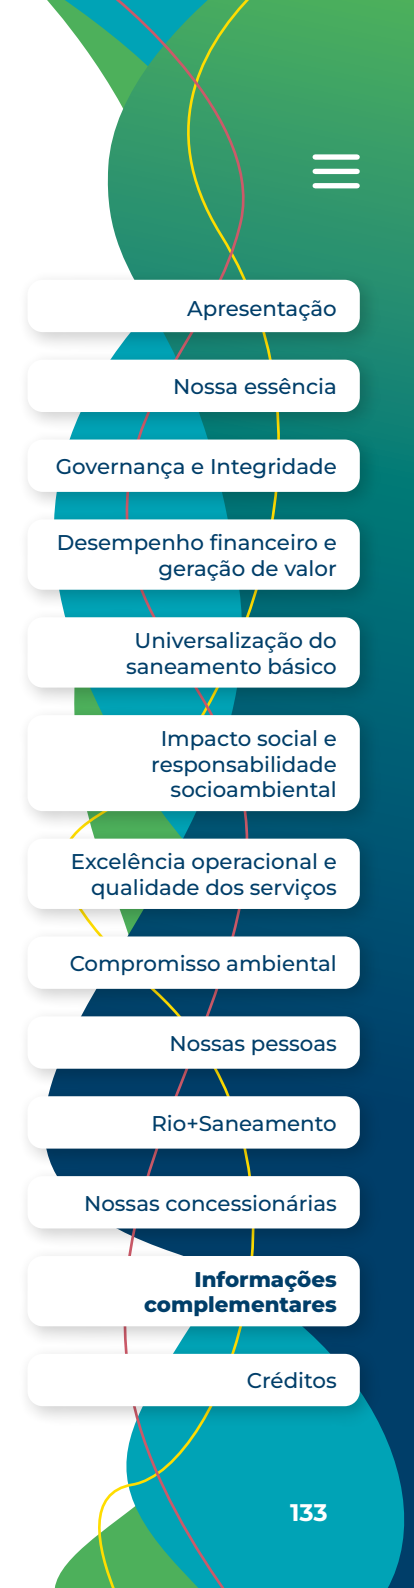 Apresentação
Nossa essência
Governança e Integridade
Desempenho financeiro e
geração de valor
Universalização do
saneamento básico
Impacto social e
responsabilidade
socioambiental
Excelência operacional e
qualidade dos serviços
Compromisso ambiental
Nossas pessoas
Rio+Saneamento
Nossas concessionárias
Informações
complementares
Créditos
133